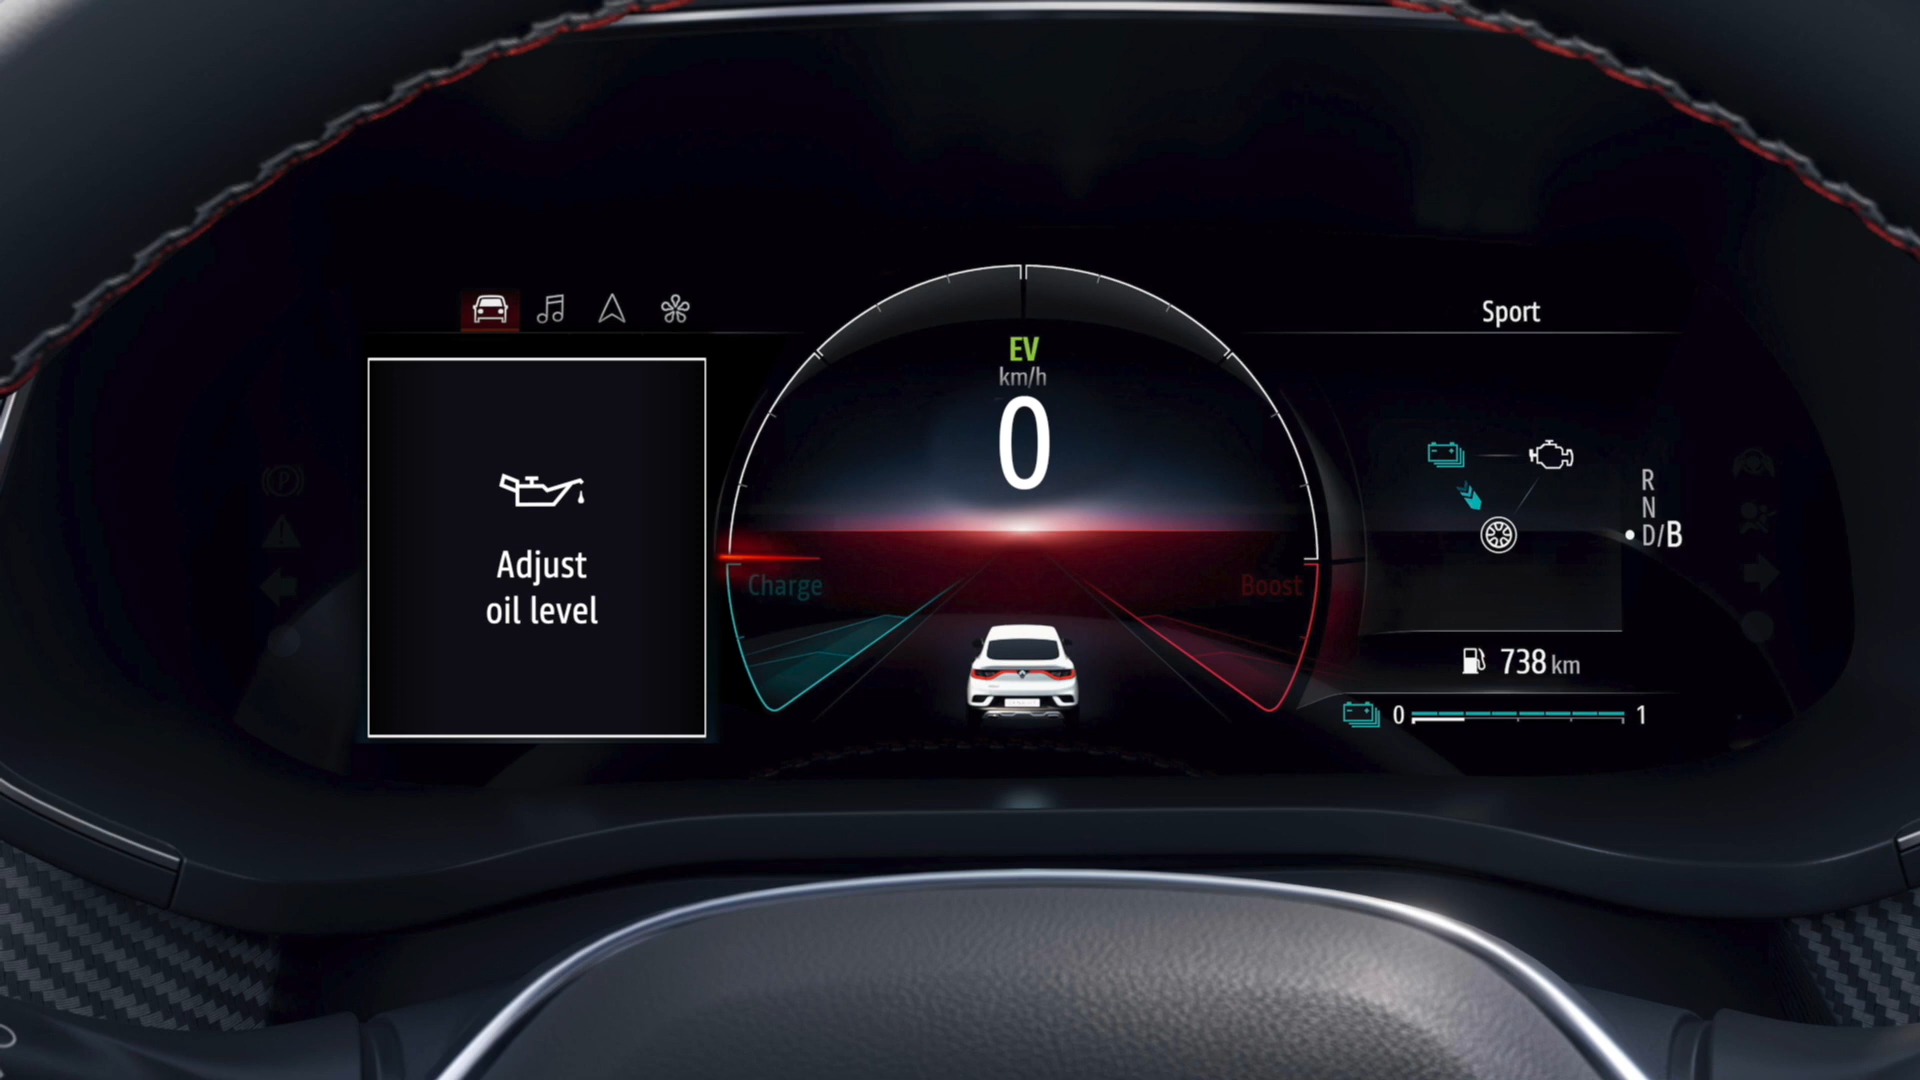 Sport
EV
km/h
0
Adjust
oil level
Charge
Boost
R
N
D/B
738 km
0 1